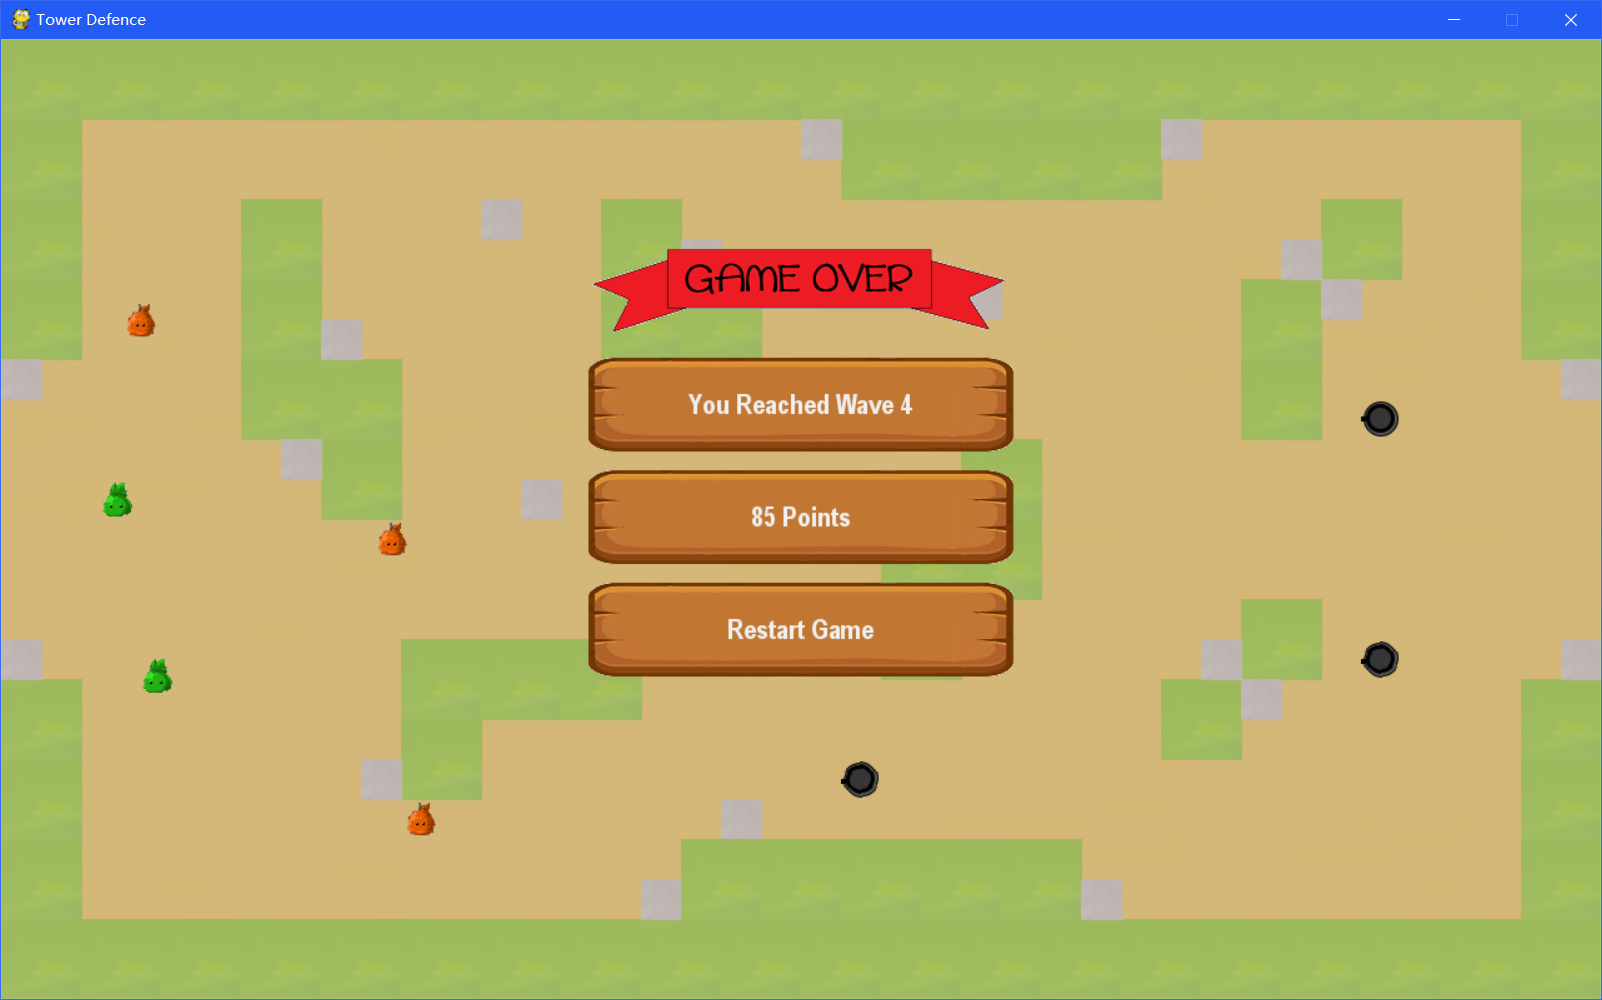 Tower Defence
GAME OVER
You Reached Wave 4
85 Points
Restart Game